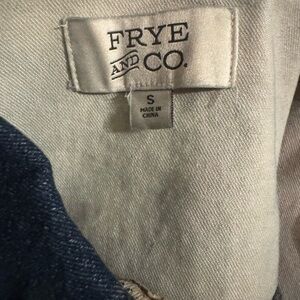 FRYE
AND CO.
S
MADE IN
CHINA